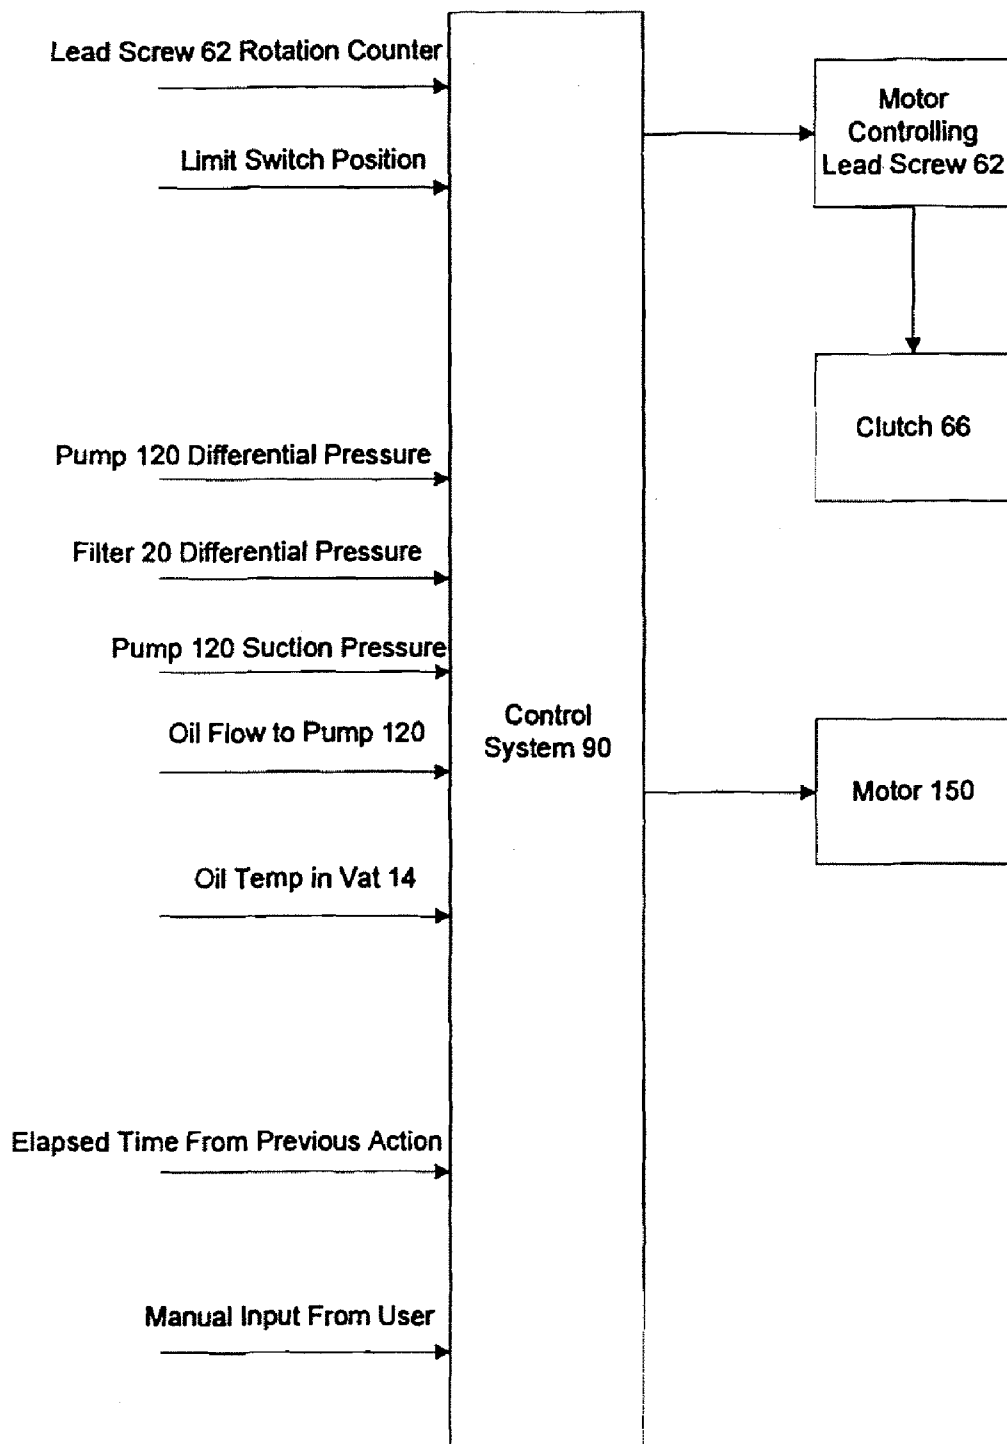 Lead Screw 62 Rotation Counter
Limit Switch Position
Pump 120 Differential Pressure
Filter 20 Differential Pressure
Pump 120 Suction Pressure
Oil Flow to Pump 120
Oil Temp in Vat 14
Elapsed Time From Previous Action
Manual Input From User
Control
System 90
Motor
Controlling
Lead Screw 62
Clutch 66
Motor 150